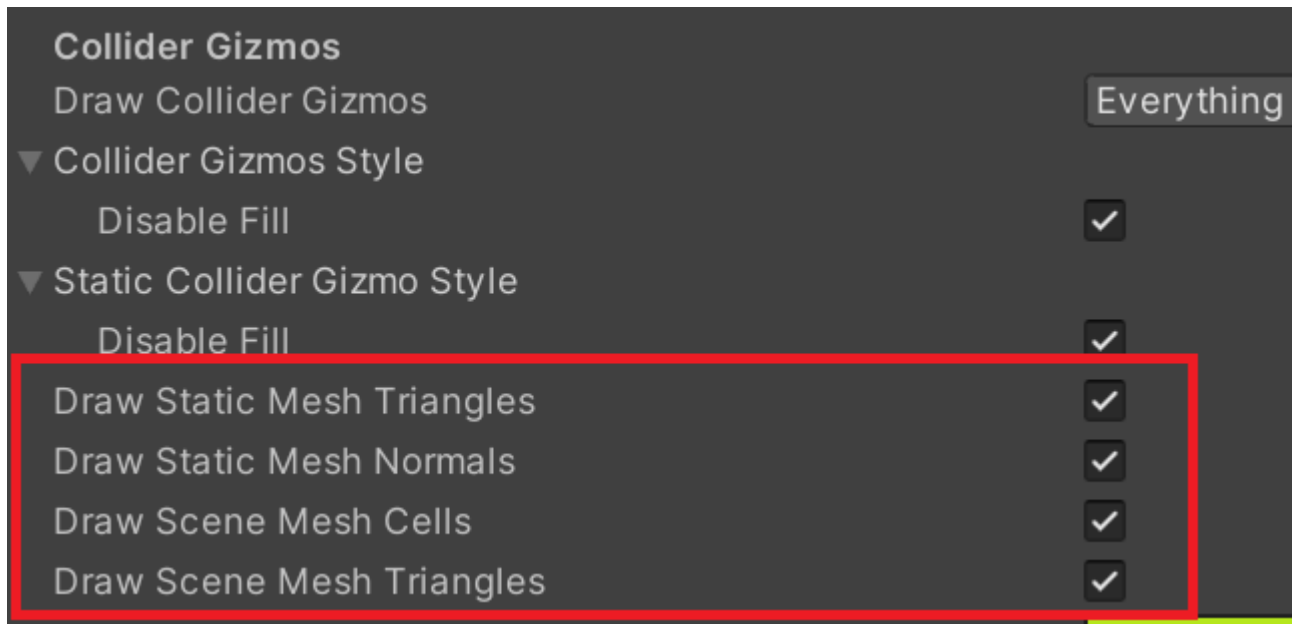 Collider Gizmos
Draw Collider Gizmos Everything
Collider Gizmos Style
Disable Fill
Static Collider Gizmo Style
Disable Fill
Draw Static Mesh Triangles
Draw Static Mesh Normals
Draw Scene Mesh Cells
Draw Scene Mesh Triangles